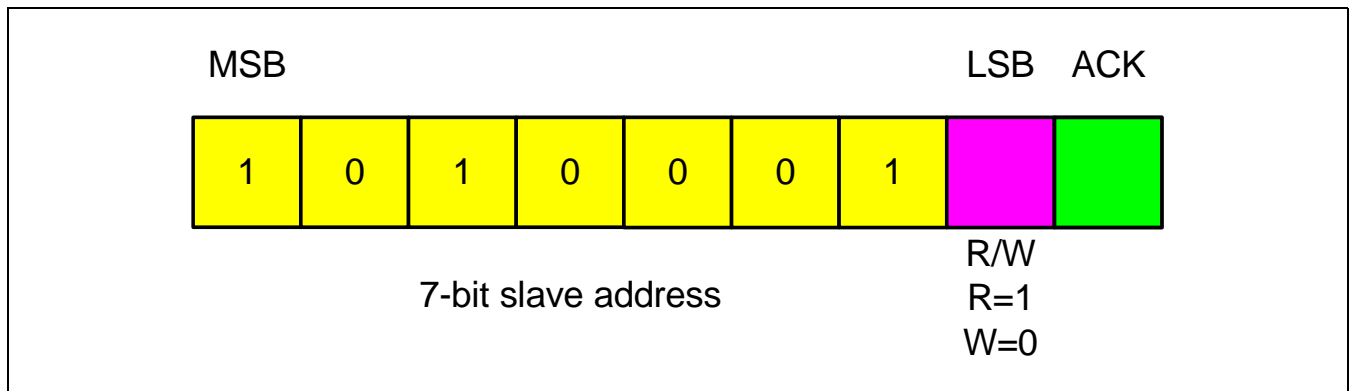 MSB LSB ACK
1 0 1 0 0 0 1
7-bit slave address
R/W
R=1
W=0